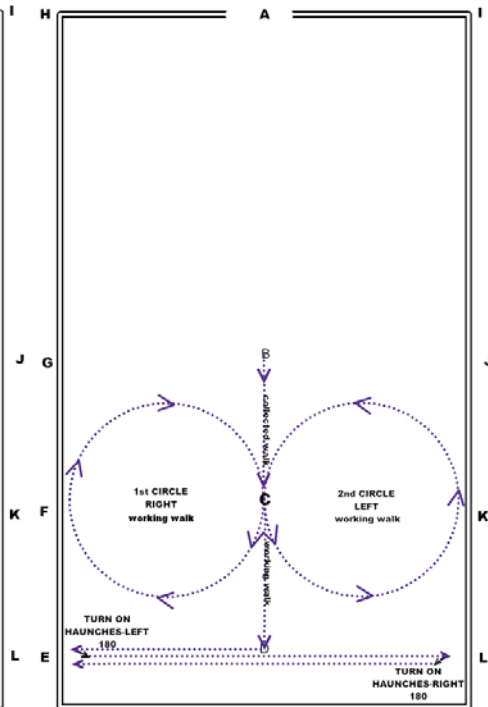 I
H
A
I
J
G
B
J
collected walk
1st CIRCLE
RIGHT
working walk
2nd CIRCLE
LEFT
working walk
K
F
C
K
working walk
TURN ON
HAUNCHES-LEFT
180
L
E
D
L
TURN ON
HAUNCHES-RIGHT
180